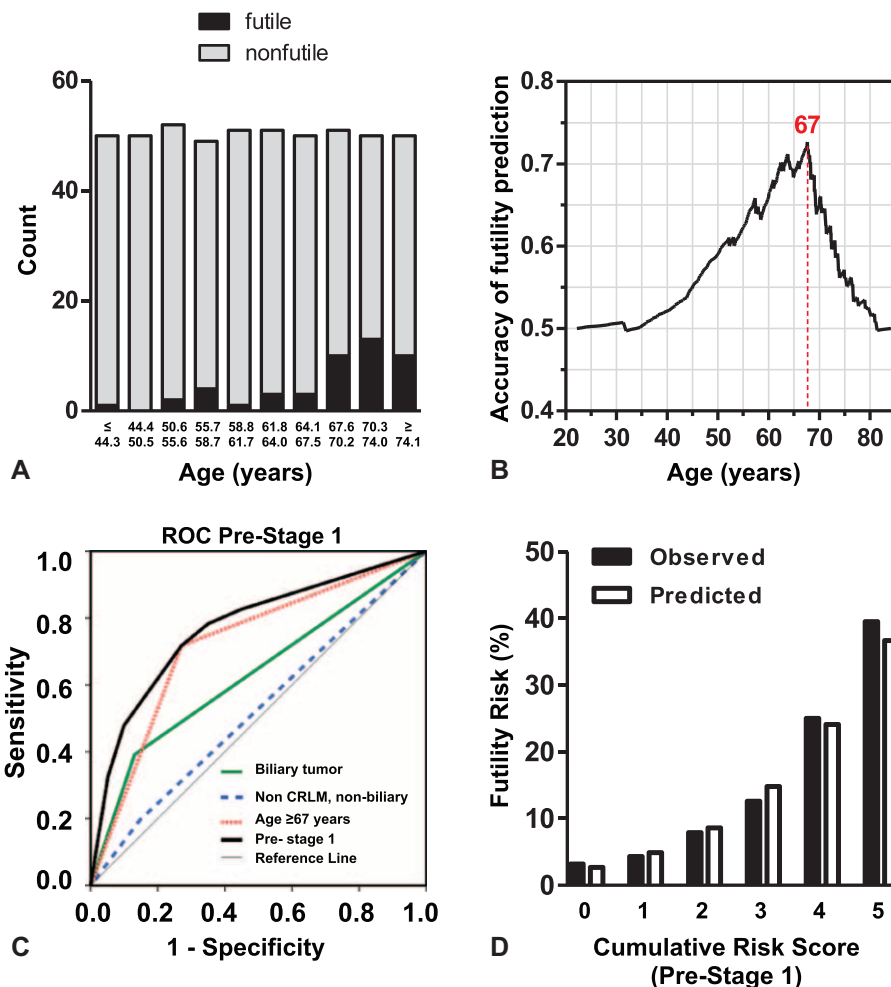 futile
nonfutile
60
40
20
0
Count
≤ 44.4 50.6 55.7 58.8 61.8 64.1 67.6 70.3 ≥
44.3 50.5 55.6 58.7 61.7 64.0 67.5 70.2 74.0 74.1
Age (years)
A
0.8
0.7
0.6
0.5
0.4
Accuracy of futility prediction
67
20 30 40 50 60 70 80
Age (years)
B
ROC Pre-Stage 1
1.0
0.8
0.6
0.4
0.2
0.0
Sensitivity
Biliary tumor
Non CRLM, non-biliary
Age ≥67 years
Pre- stage 1
Reference Line
0.0 0.2 0.4 0.6 0.8 1.0
1 - Specificity
C
50
40
30
20
10
0
Futility Risk (%)
Observed
Predicted
0 1 2 3 4 5
Cumulative Risk Score
(Pre-Stage 1)
D